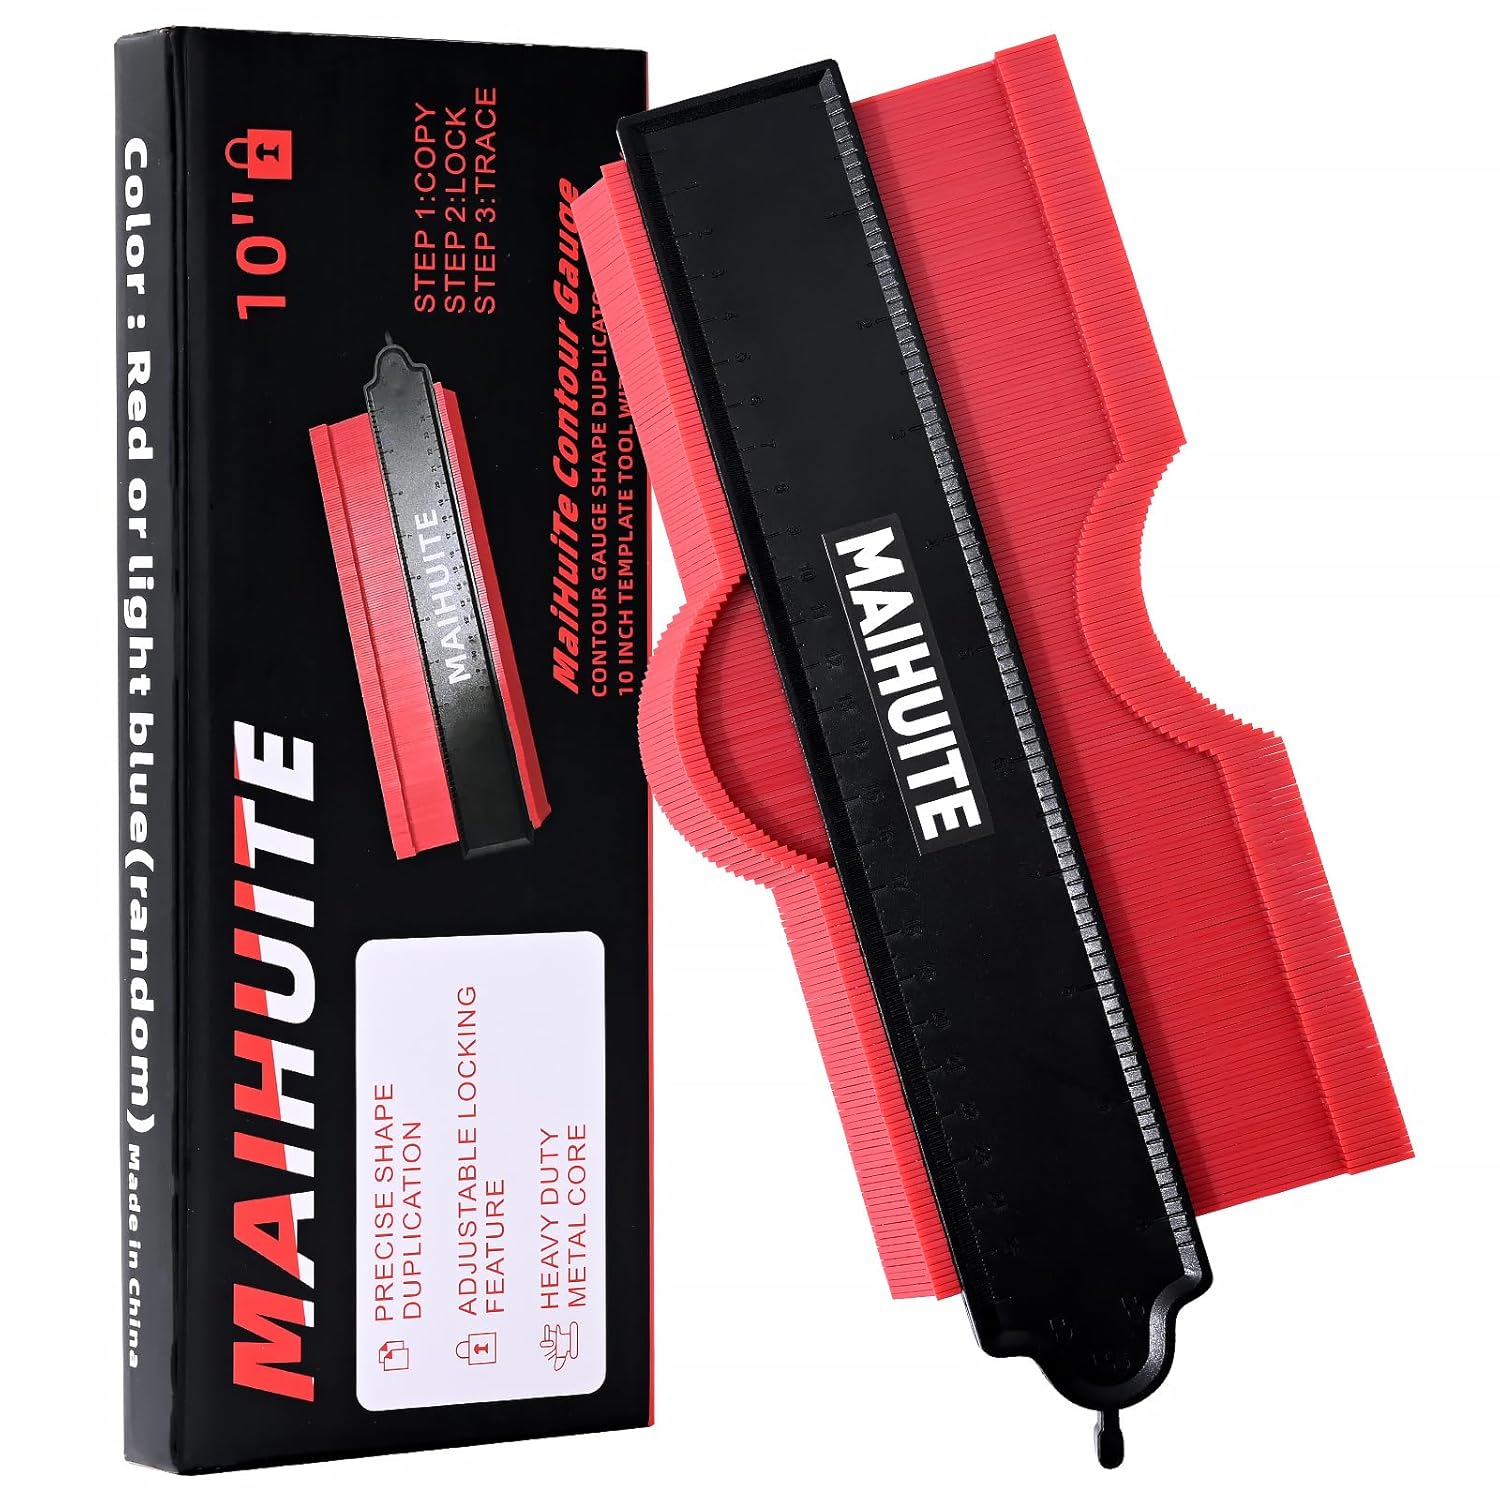 Color : Red or light blue(random) Made in China
10"
STEP 1:COPY
STEP 2:LOCK
STEP 3:TRACE
MAIHUITE
MaiHuiTe Contour Gauge
CONTOUR GAUGE SHAPE DUPLICATO
10 INCH TEMPLATE TOOL WI
MAIHUITE
PRECISE SHAPE
DUPLICATION
ADJUSTABLE LOCKING
FEATURE
HEAVY DUTY
METAL CORE
MAIHUITE